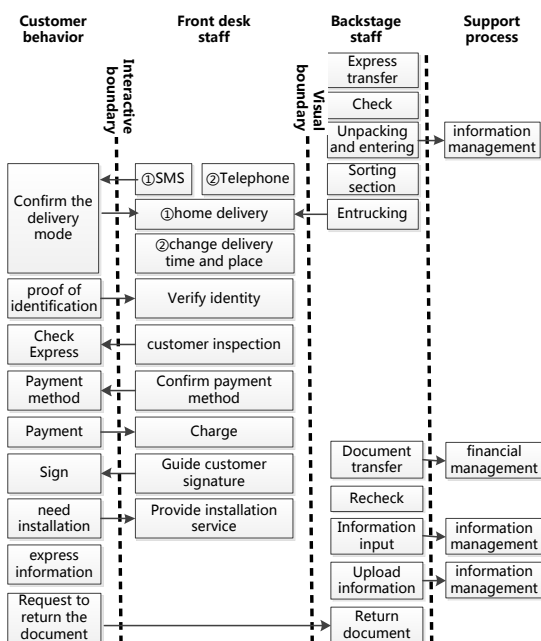 Customer
behavior
Front desk
staff
Backstage
staff
Support
process
Interactive
boundary
Visual
boundary
Express
transfer
Check
Unpacking
and entering
information
management
Sorting
section
Entrucking
Confirm the
delivery
mode
①SMS
②Telephone
①home delivery
②change delivery
time and place
proof of
identification
Verify identity
Check
Express
customer inspection
Payment
method
Confirm payment
method
Payment
Charge
Document
transfer
financial
management
Sign
Guide customer
signature
Recheck
need
installation
Provide installation
service
Information
input
information
management
express
information
Upload
information
information
management
Request to
return the
document
Return
document